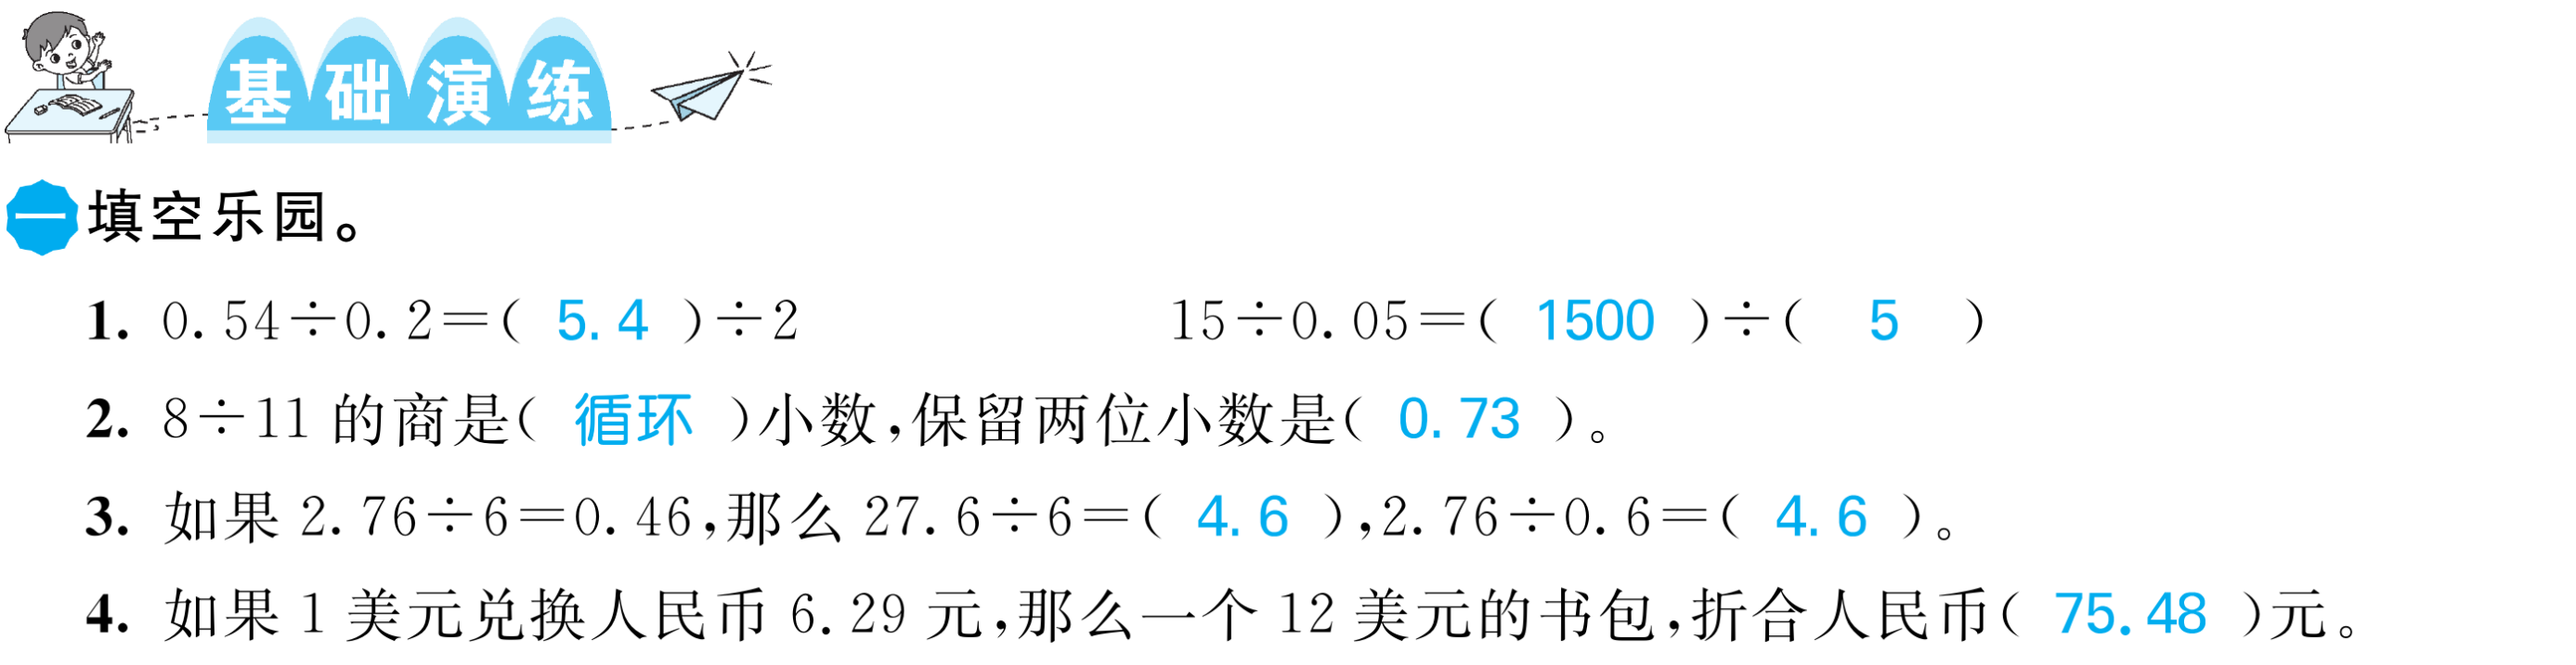 基础演练
一 填空乐园。
1. 0.54÷0.2=( 5.4 )÷2 15÷0.05=( 1500 )÷( 5 )
2. 8÷11 的商是( 循环 )小数,保留两位小数是( 0.73 )。
3. 如果 2.76÷6=0.46,那么 27.6÷6=( 4.6 ),2.76÷0.6=( 4.6 )。
4. 如果 1 美元兑换人民币 6.29 元,那么一个 12 美元的书包,折合人民币( 75.48 )元。